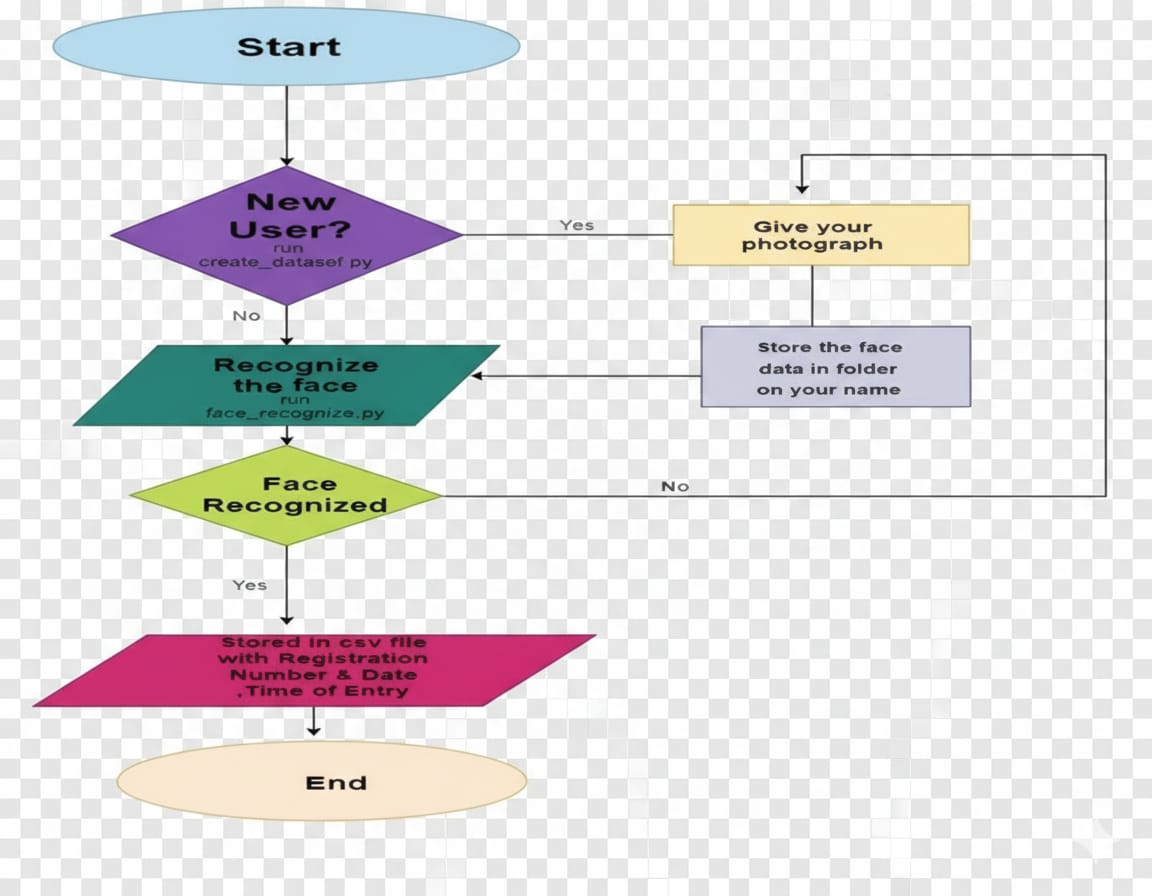 Start
New
User?
run
create_datasef py
Yes
Give your
photograph
No
Store the face
data in folder
on your name
Recognize
the face
run
face_recognize.py
Face
Recognized
No
Yes
Stored in csv file
with Registration
Number & Date
.Time of Entry
End